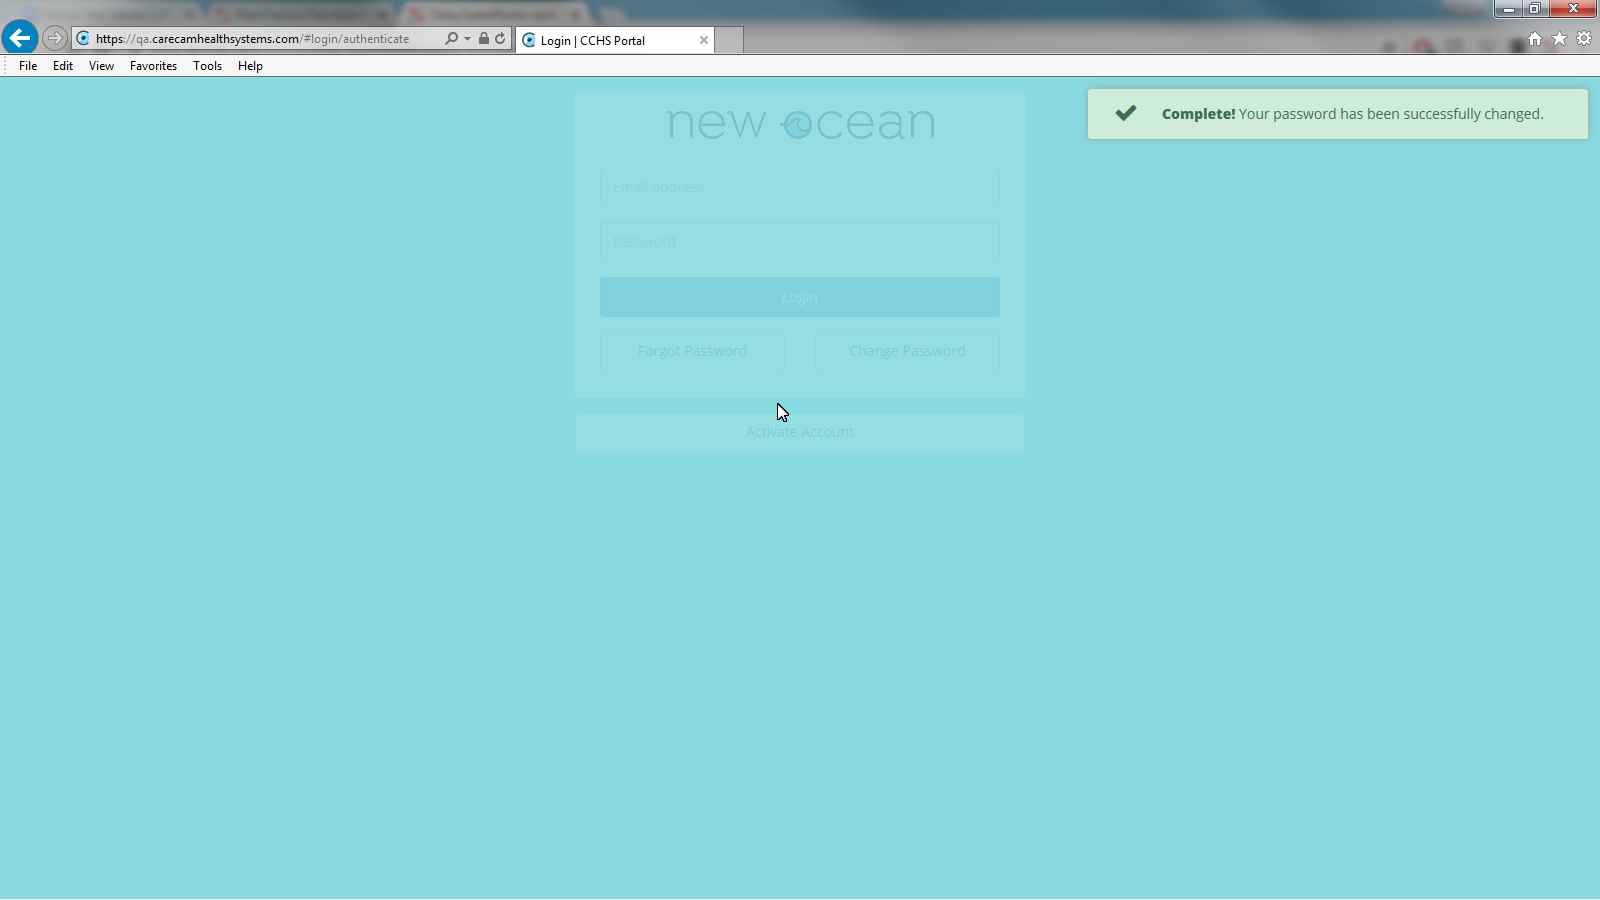 https://qa.carecamhealthsystems.com/#login/authenticate
Login | CCHS Portal
File Edit View Favorites Tools Help
new ocean
Complete! Your password has been successfully changed.
Email address
Password
Login
Forgot Password
Change Password
Activate Account